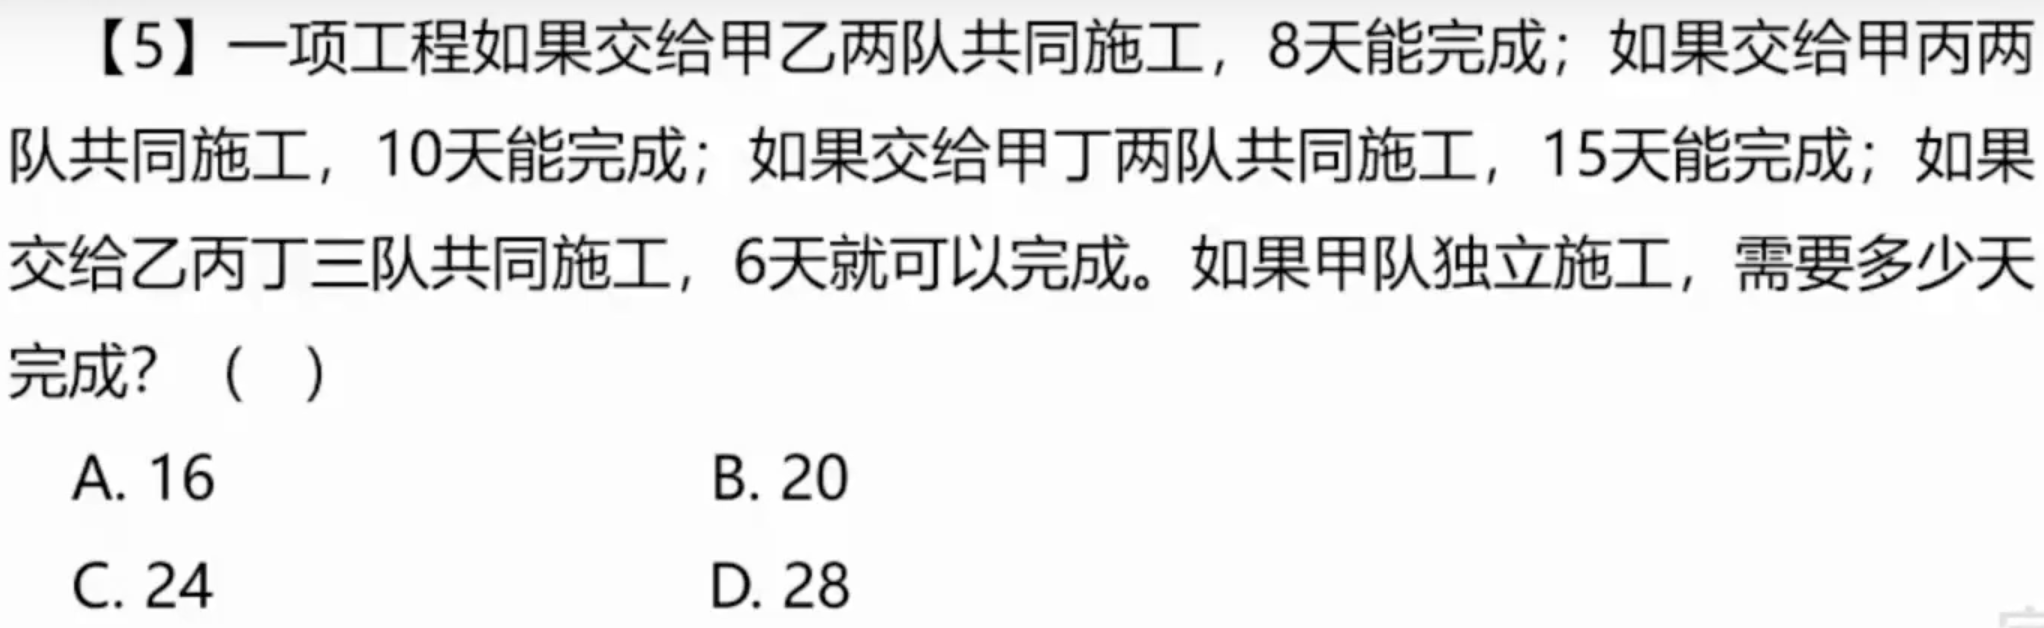 【5】一项工程如果交给甲乙两队共同施工，8天能完成；如果交给甲丙两
队共同施工，10天能完成；如果交给甲丁两队共同施工，15天能完成；如果
交给乙丙丁三队共同施工，6天就可以完成。如果甲队独立施工，需要多少天
完成？（ ）
A. 16 B. 20
C. 24 D. 28